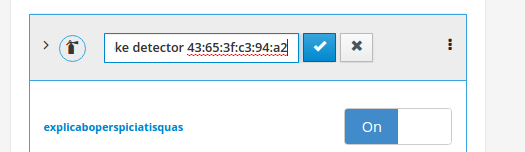 ke detector 43:65:3f:c3:94:a2
explicaboperspiciatisquas
On